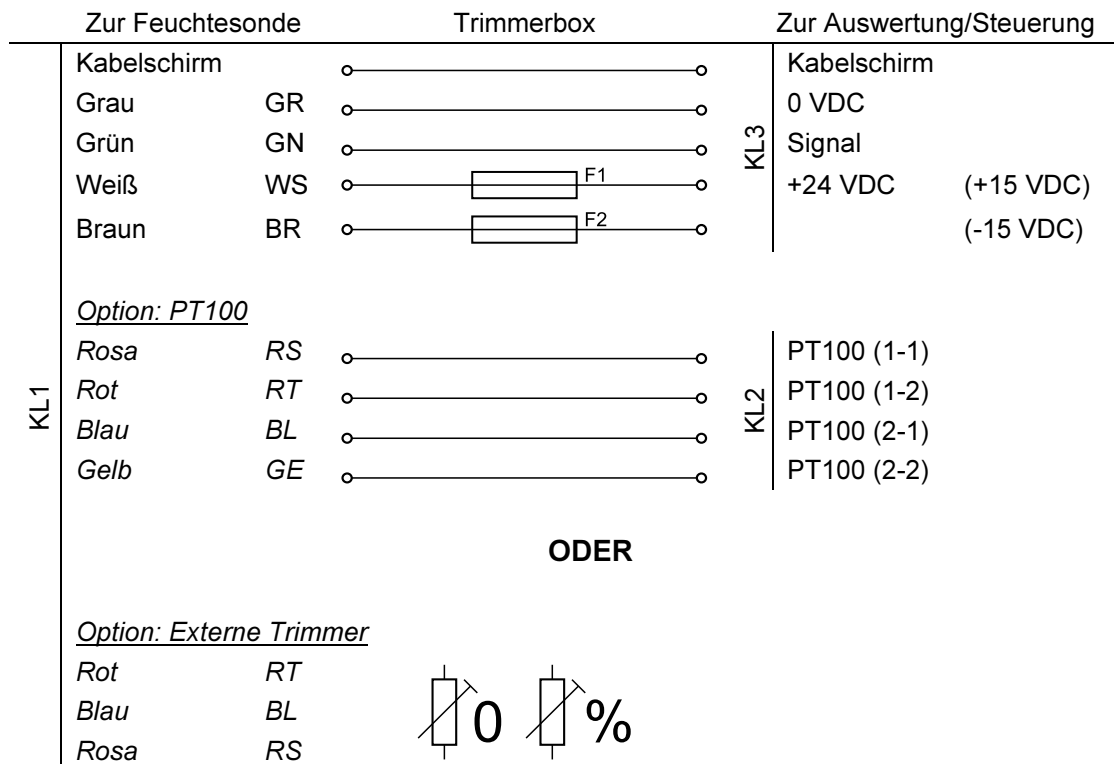 Zur Feuchtesonde Trimmerbox Zur Auswertung/Steuerung
Kabelschirm Kabelschirm
Grau GR 0 VDC
Grün GN Signal
Weiß WS F1 +24 VDC (+15 VDC)
Braun BR F2 (-15 VDC)
KL3
Option: PT100
Rosa RS PT100 (1-1)
Rot RT PT100 (1-2)
Blau BL PT100 (2-1)
Gelb GE PT100 (2-2)
KL1
KL2
ODER
Option: Externe Trimmer
Rot RT
Blau BL 0 %
Rosa RS